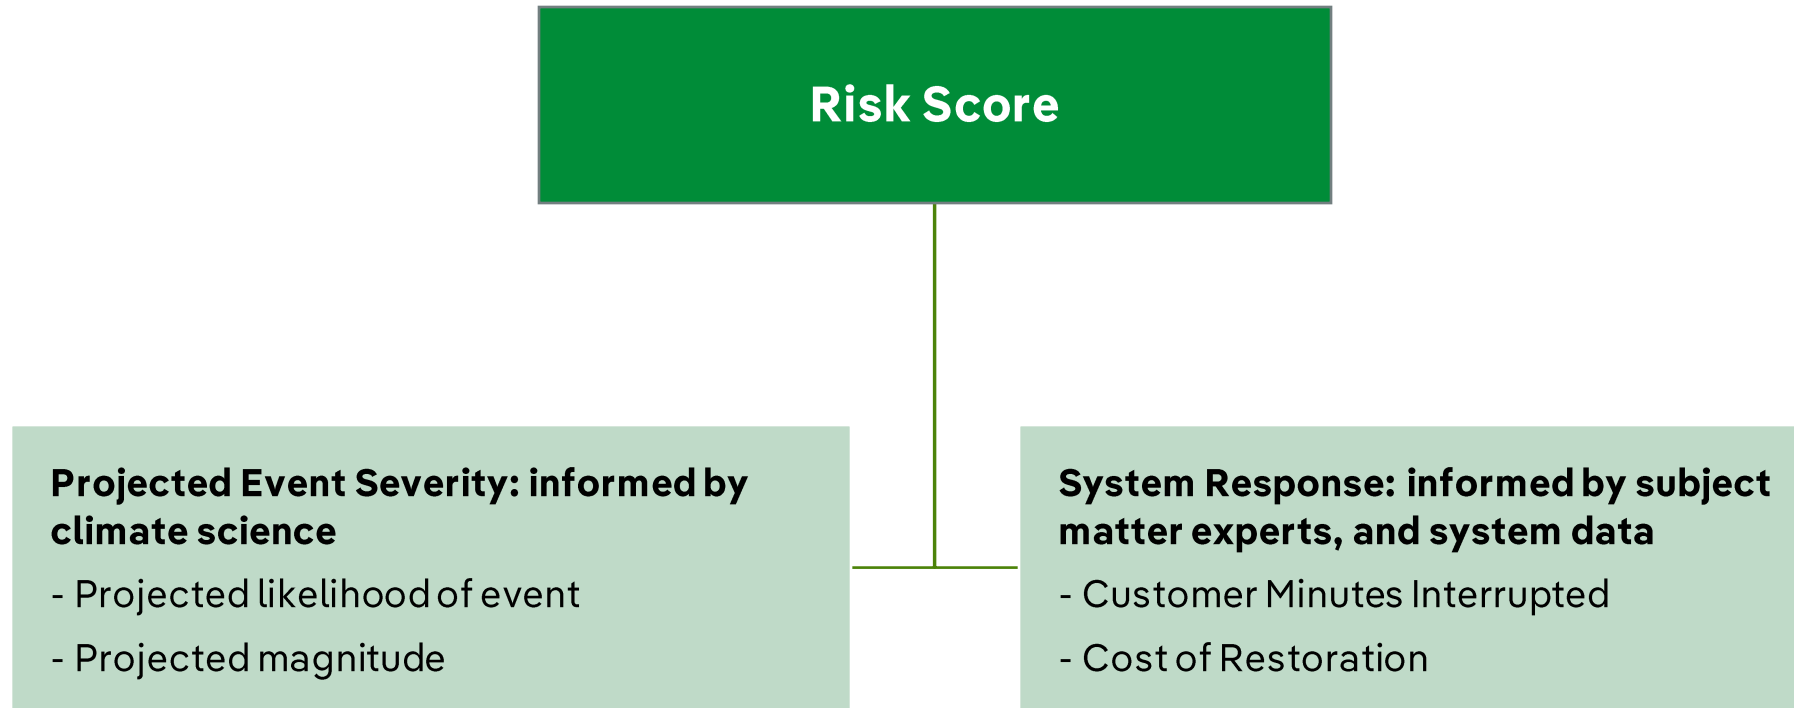 Risk Score
Projected Event Severity: informed by
climate science
- Projected likelihood of event
- Projected magnitude
System Response: informed by subject
matter experts, and system data
- Customer Minutes Interrupted
- Cost of Restoration